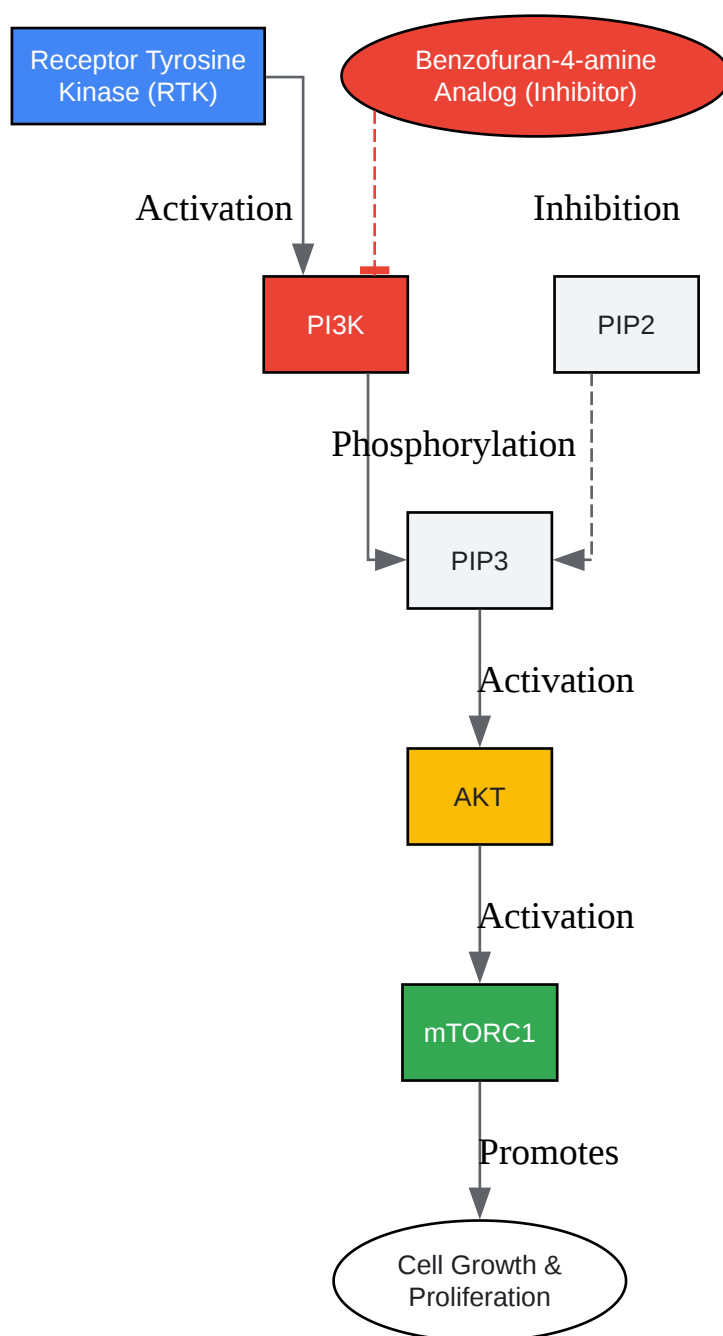 Receptor Tyrosine
Kinase (RTK)
Benzofuran-4-amine
Analog (Inhibitor)
Activation
Inhibition
PI3K
PIP2
Phosphorylation
PIP3
Activation
AKT
Activation
mTORC1
Promotes
Cell Growth &
Proliferation